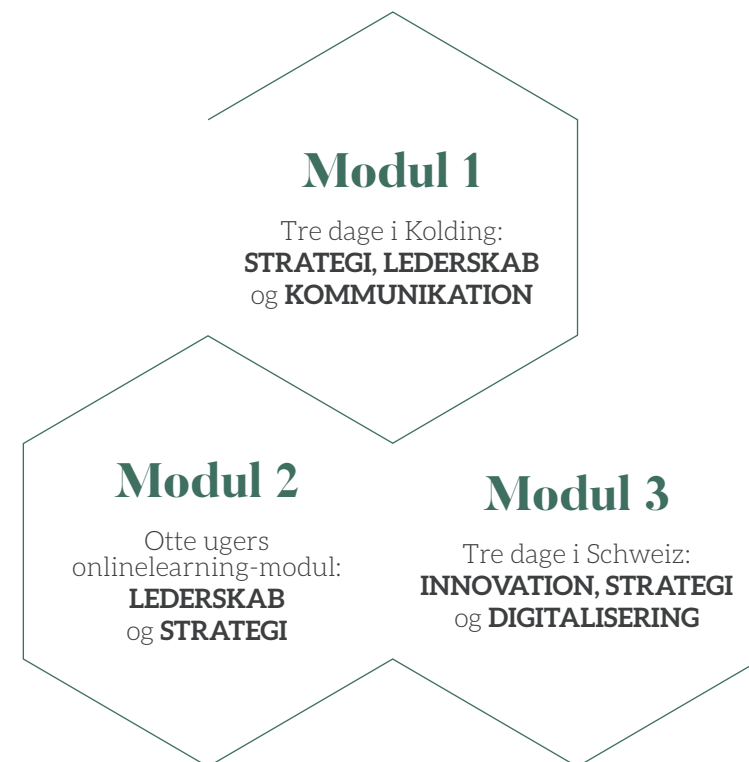 Modul 1
Tre dage i Kolding:
STRATEGI, LEDERSKAB
og KOMMUNIKATION
Modul 2
Otte ugers
onlinelearning-modul:
LEDERSKAB
og STRATEGI
Modul 3
Tre dage i Schweiz:
INNOVATION, STRATEGI
og DIGITALISERING